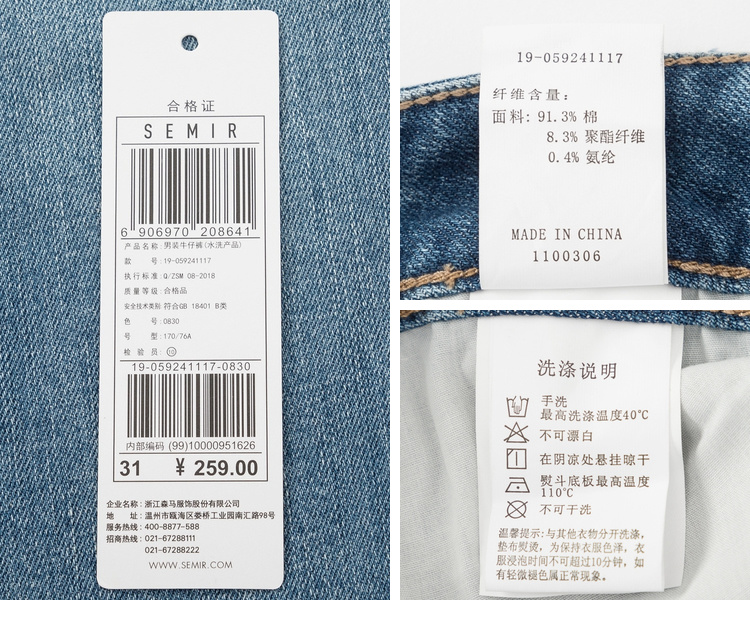 合格证
SEMIR
6 906970 208641
产品名称:男装牛仔裤(水洗产品)
款 号:19-059241117
执行标准:Q/ZSM 08-2018
质量等级:合格品
安全技术类别:符合GB 18401 B类
色 号:0830
号 型:170/76A
检 验 员:
19-059241117-0830
内部编码 (99)10000951626
31 ¥ 259.00
企业名称:浙江森马服饰股份有限公司
地 址:温州市瓯海区娄桥工业园南汇路98号
服务热线:400-8877-588
招商热线:021-67288111
021-67288222
WWW.SEMIR.COM
19-059241117
纤维含量:
面料: 91.3% 棉
8.3% 聚酯纤维
0.4% 氨纶
MADE IN CHINA
1100306
洗涤说明
手洗
最高洗涤温度40℃
不可漂白
在阴凉处悬挂晾干
熨斗底板最高温度
110℃
不可干洗
温馨提示:与其他衣物分开洗涤,
垫布熨烫,为保持衣服色泽,衣
服浸泡时间不可超过10分钟,如
有轻微褪色属正常现象。